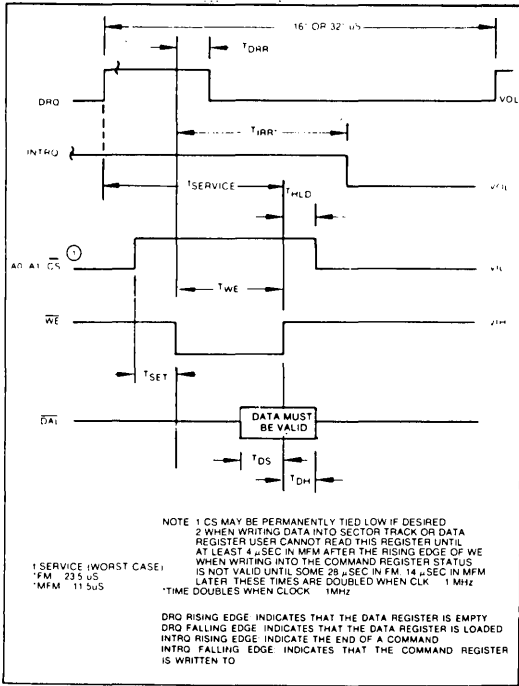 16* OR 32* uS
TDRR
DRQ
VOL
TIRR*
INTRQ
VOL
TSERVICE
THLD
1
A0 A1 CS
VIL
TWE
WE
VIH
TSET
DAL
DATA MUST
BE VALID
TDS
TDH
NOTE 1 CS MAY BE PERMANENTLY TIED LOW IF DESIRED
2 WHEN WRITING DATA INTO SECTOR TRACK OR DATA
REGISTER USER CANNOT READ THIS REGISTER UNTIL
AT LEAST 4 µSEC IN MFM AFTER THE RISING EDGE OF WE
WHEN WRITING INTO THE COMMAND REGISTER STATUS
IS NOT VALID UNTIL SOME 28 µSEC IN FM, 14 µSEC IN MFM
LATER THESE TIMES ARE DOUBLED WHEN CLK 1 MHz
*TIME DOUBLES WHEN CLOCK 1MHz
SERVICE (WORST CASE)
*FM 23.5 uS
*MFM 11.5uS
DRQ RISING EDGE INDICATES THAT THE DATA REGISTER IS EMPTY
DRQ FALLING EDGE INDICATES THAT THE DATA REGISTER IS LOADED
INTRQ RISING EDGE INDICATE THE END OF A COMMAND
INTRQ FALLING EDGE INDICATES THAT THE COMMAND REGISTER
IS WRITTEN TO